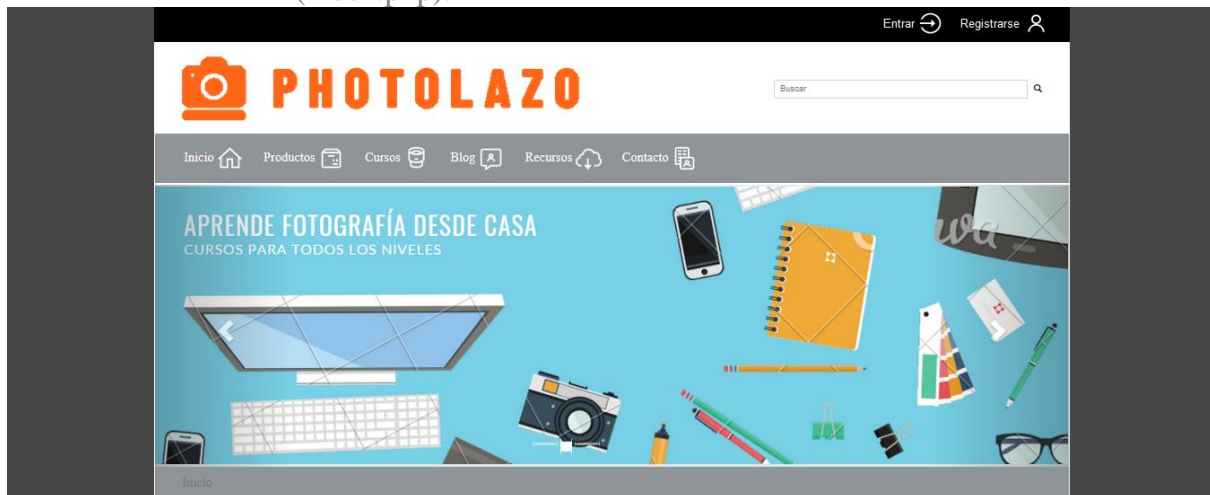 Entrar Registrarse
PHOTOLAZO
Buscar
Inicio Productos Cursos Blog Recursos Contacto
APRENDE FOTOGRAFÍA DESDE CASA
CURSOS PARA TODOS LOS NIVELES
Inicio